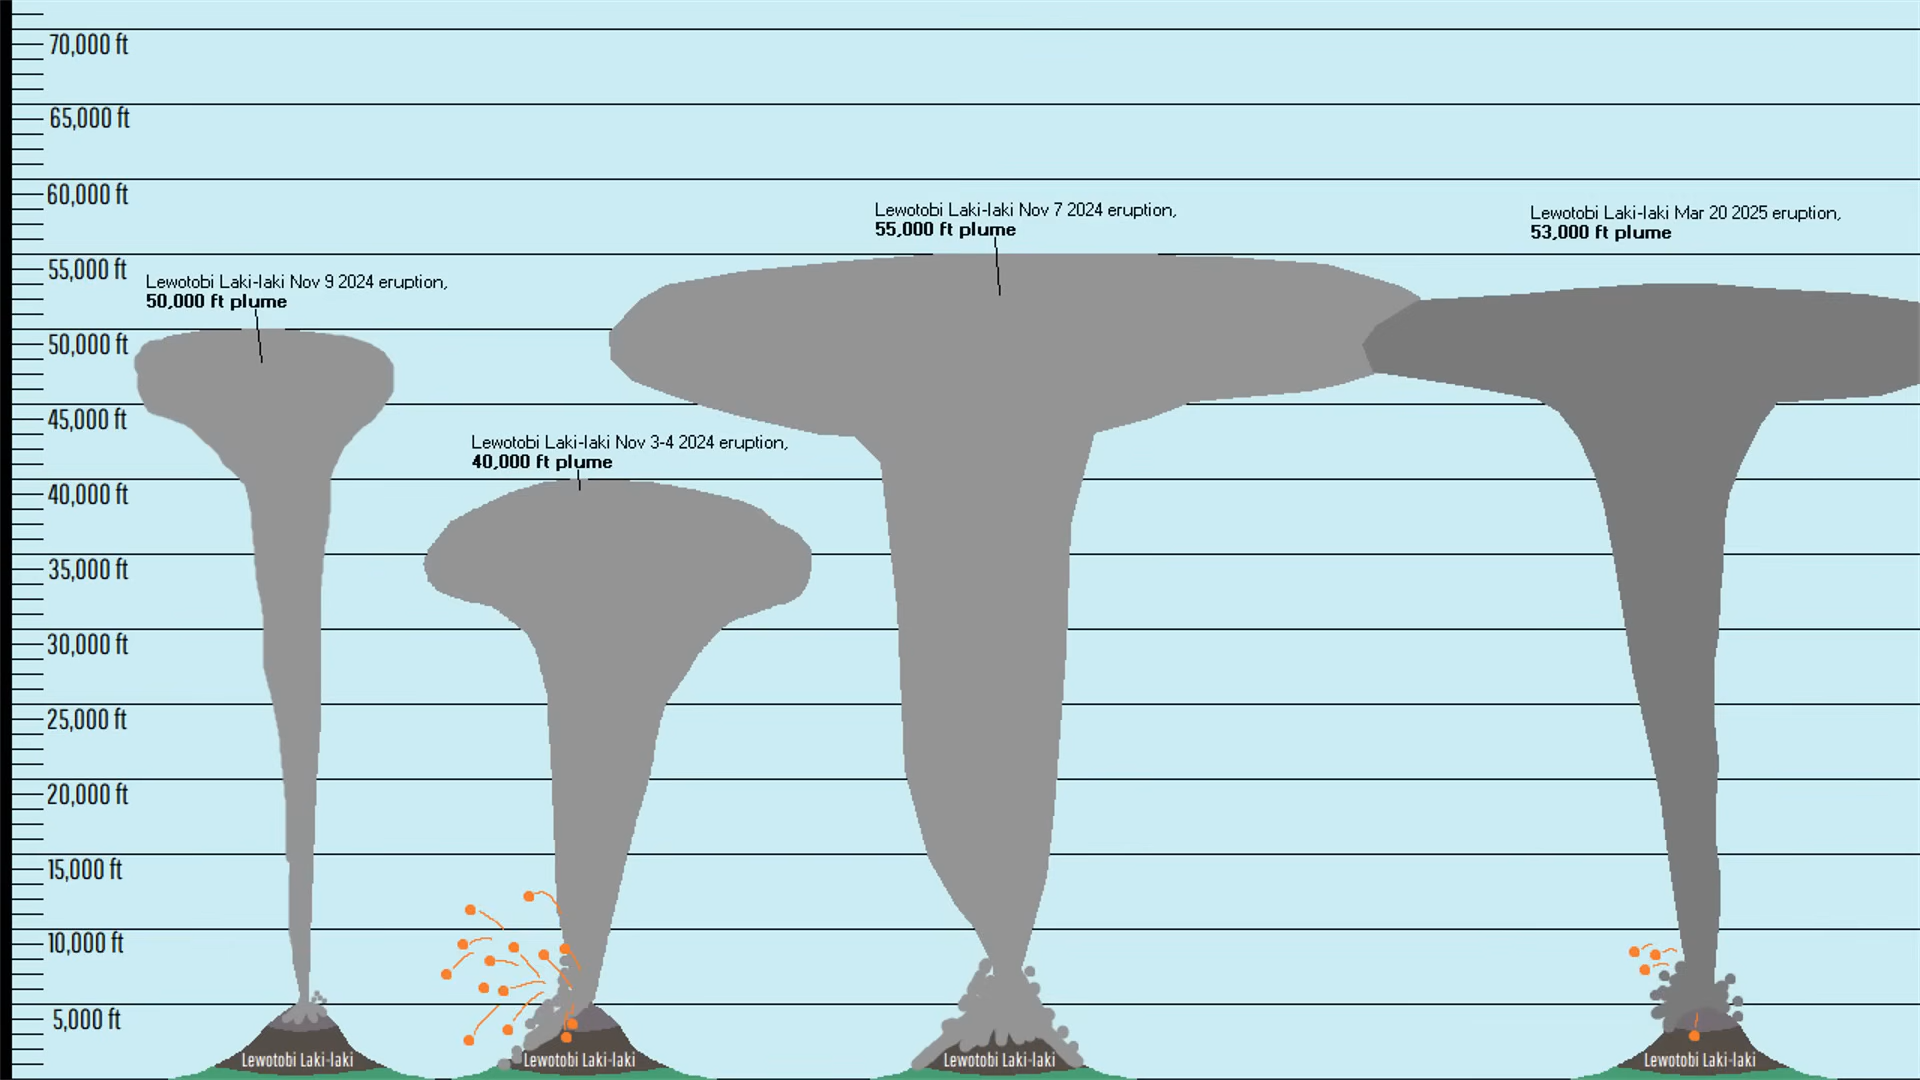 70,000 ft
65,000 ft
60,000 ft
55,000 ft
50,000 ft
45,000 ft
40,000 ft
35,000 ft
30,000 ft
25,000 ft
20,000 ft
15,000 ft
10,000 ft
5,000 ft
Lewotobi Laki-laki Nov 9 2024 eruption,
50,000 ft plume
Lewotobi Laki-laki Nov 3-4 2024 eruption,
40,000 ft plume
Lewotobi Laki-laki Nov 7 2024 eruption,
55,000 ft plume
Lewotobi Laki-laki Mar 20 2025 eruption,
53,000 ft plume
Lewotobi Laki-laki
Lewotobi Laki-laki
Lewotobi Laki-laki
Lewotobi Laki-laki